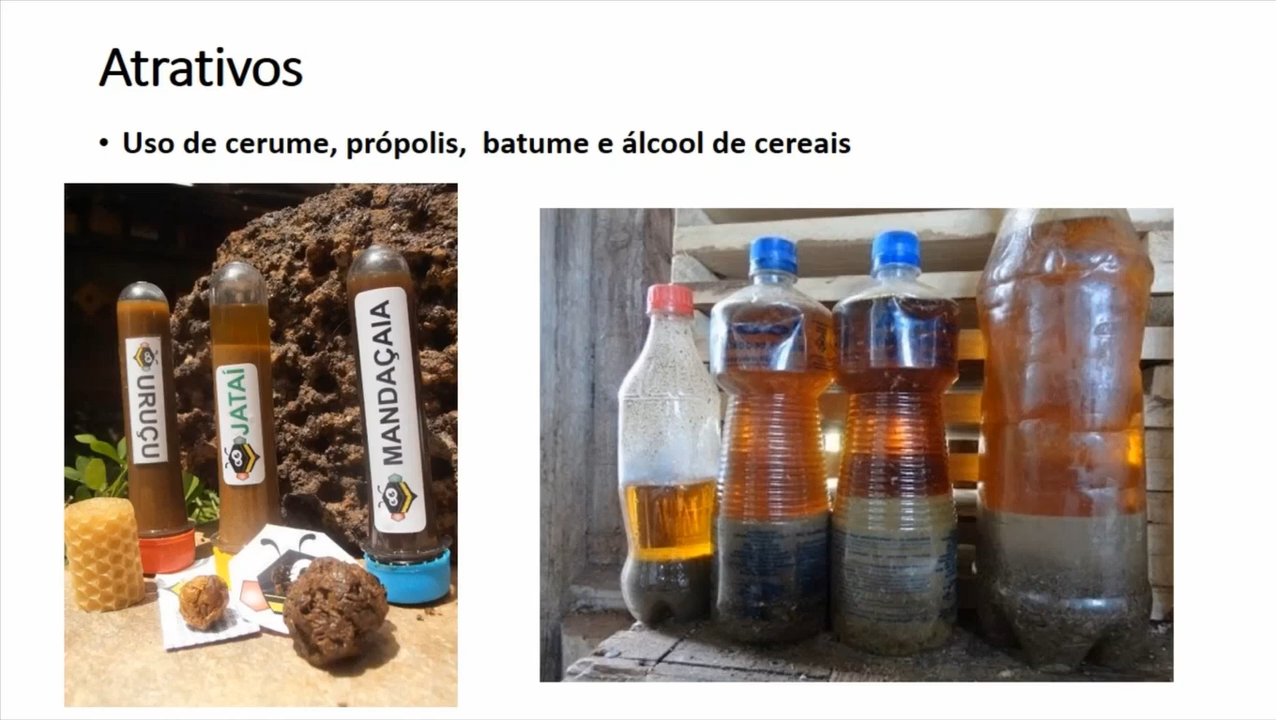 Atrativos
• Uso de cerume, própolis, batume e álcool de cereais
URUÇU
JATAÍ
MANDAÇAIA